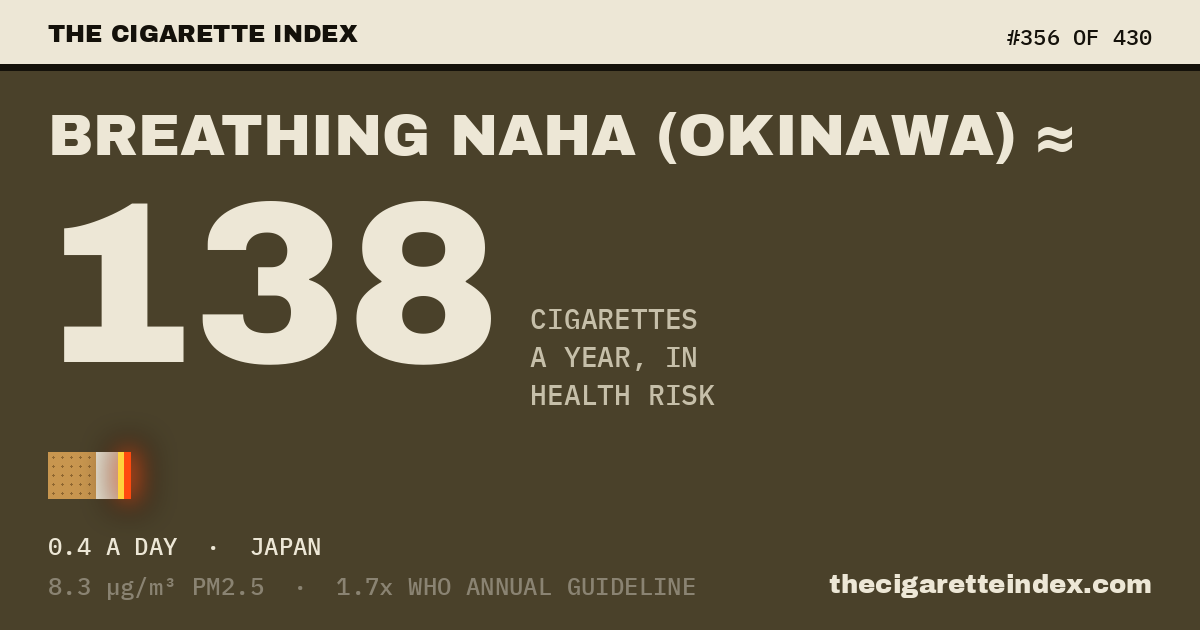 THE CIGARETTE INDEX
#356 OF 430
BREATHING NAHA (OKINAWA) ≈
138
CIGARETTES
A YEAR, IN
HEALTH RISK
0.4 A DAY · JAPAN
8.3 µg/m³ PM2.5 · 1.7x WHO ANNUAL GUIDELINE
thecigaretteindex.com